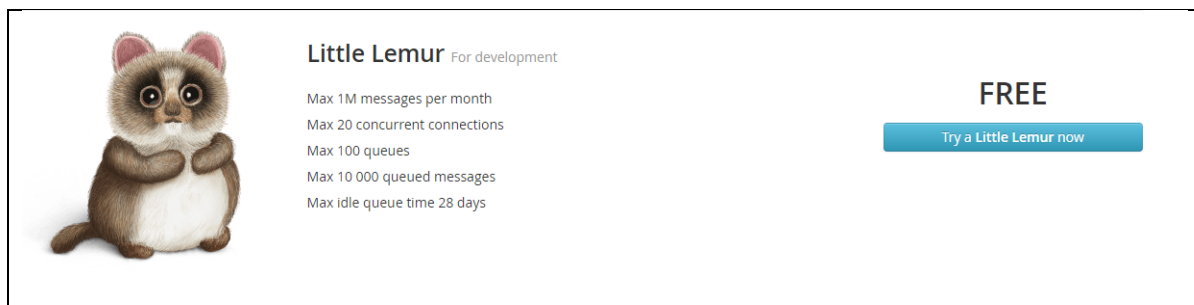 Little Lemur For development
Max 1M messages per month
Max 20 concurrent connections
Max 100 queues
Max 10 000 queued messages
Max idle queue time 28 days
FREE
Try a Little Lemur now